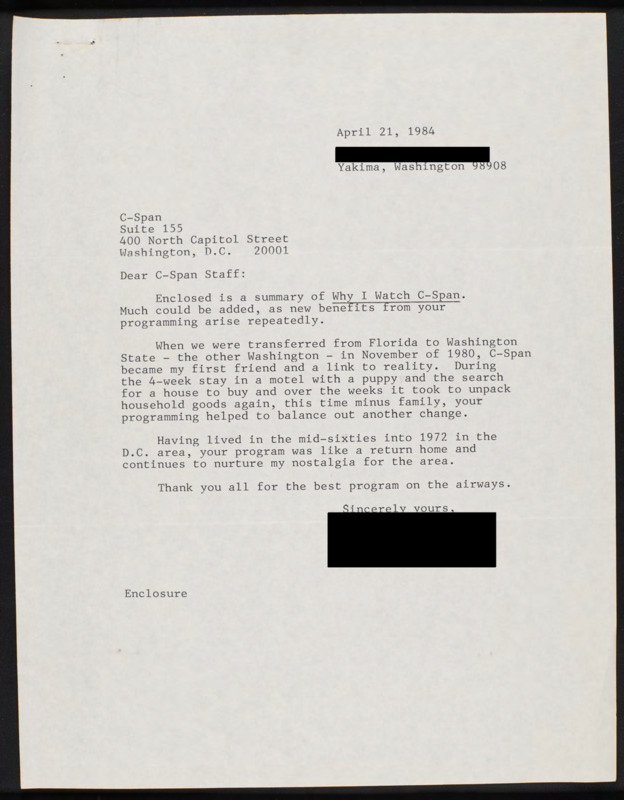 April 21, 1984
Yakima, Washington 98908
C-Span
Suite 155
400 North Capitol Street
Washington, D.C. 20001
Dear C-Span Staff:
Enclosed is a summary of Why I Watch C-Span.
Much could be added, as new benefits from your
programming arise repeatedly.
When we were transferred from Florida to Washington
State - the other Washington - in November of 1980, C-Span
became my first friend and a link to reality. During
the 4-week stay in a motel with a puppy and the search
for a house to buy and over the weeks it took to unpack
household goods again, this time minus family, your
programming helped to balance out another change.
Having lived in the mid-sixties into 1972 in the
D.C. area, your program was like a return home and
continues to nurture my nostalgia for the area.
Thank you all for the best program on the airways.
Sincerely yours,
Enclosure